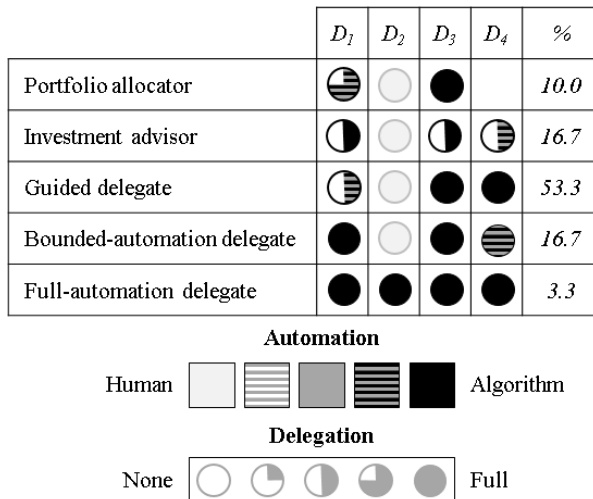 D1 D2 D3 D4 %
Portfolio allocator 10.0
Investment advisor 16.7
Guided delegate 53.3
Bounded-automation delegate 16.7
Full-automation delegate 3.3
Automation
Human Algorithm
Delegation
None Full